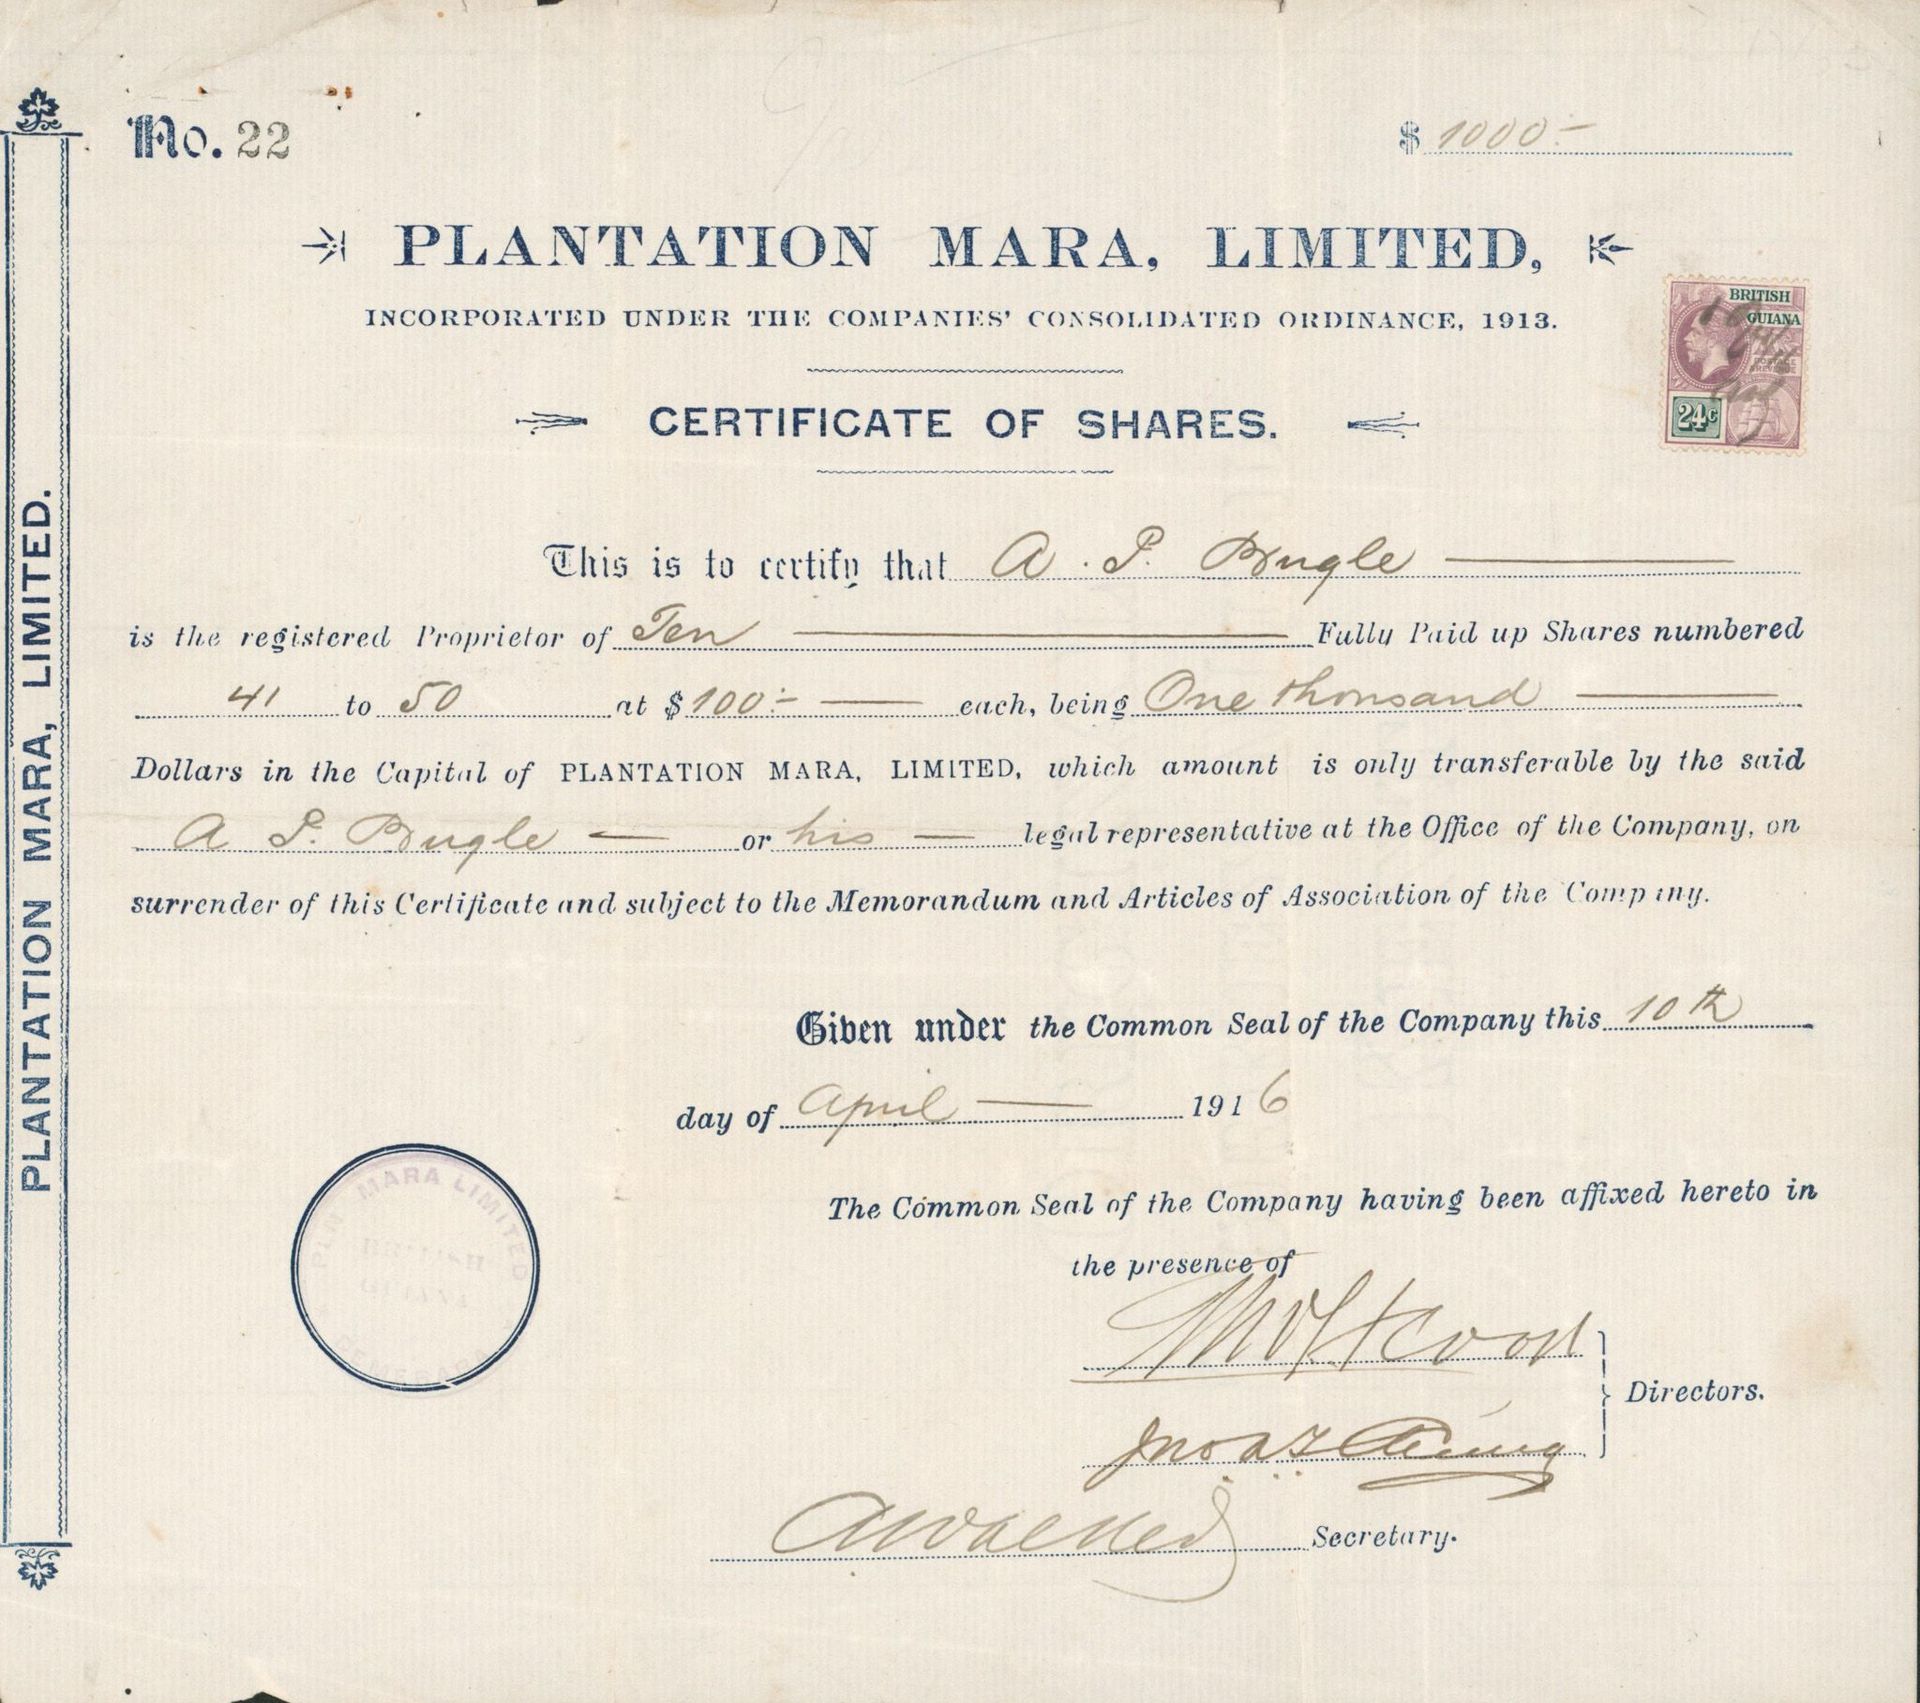 No. 22
$ 1000-
PLANTATION MARA, LIMITED,
INCORPORATED UNDER THE COMPANIES' CONSOLIDATED ORDINANCE, 1913.
BRITISH
GUIANA
POSTAGE
& REVENUE
24c
CERTIFICATE OF SHARES.
This is to certify that A. P. Bugle
is the registered Proprietor of Ten Fully Paid up Shares numbered
41 to 50 at $ 100:- each, being One thousand
Dollars in the Capital of PLANTATION MARA, LIMITED, which amount is only transferable by the said
A P. Bugle or his legal representative at the Office of the Company, on
surrender of this Certificate and subject to the Memorandum and Articles of Association of the Company.
Given under the Common Seal of the Company this 10th
day of April 1916
The Common Seal of the Company having been affixed hereto in
the presence of
Directors.
Secretary.
MARA LIMITED
PLANTATION MARA, LIMITED.